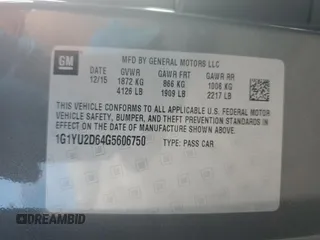 GM
MFD BY GENERAL MOTORS LLC
DATE GVWR GAWR FRT GAWR RR
12/15 1872 KG 866 KG 1006 KG
4126 LB 1909 LB 2217 LB
THIS VEHICLE CONFORMS TO ALL APPLICABLE U.S. FEDERAL MOTOR
VEHICLE SAFETY, BUMPER, AND THEFT PREVENTION STANDARDS
IN EFFECT ON THE DATE OF MANUFACTURE SHOWN ABOVE.
1G1YU2D64G5606750 TYPE: PASS CAR
DREAMBID